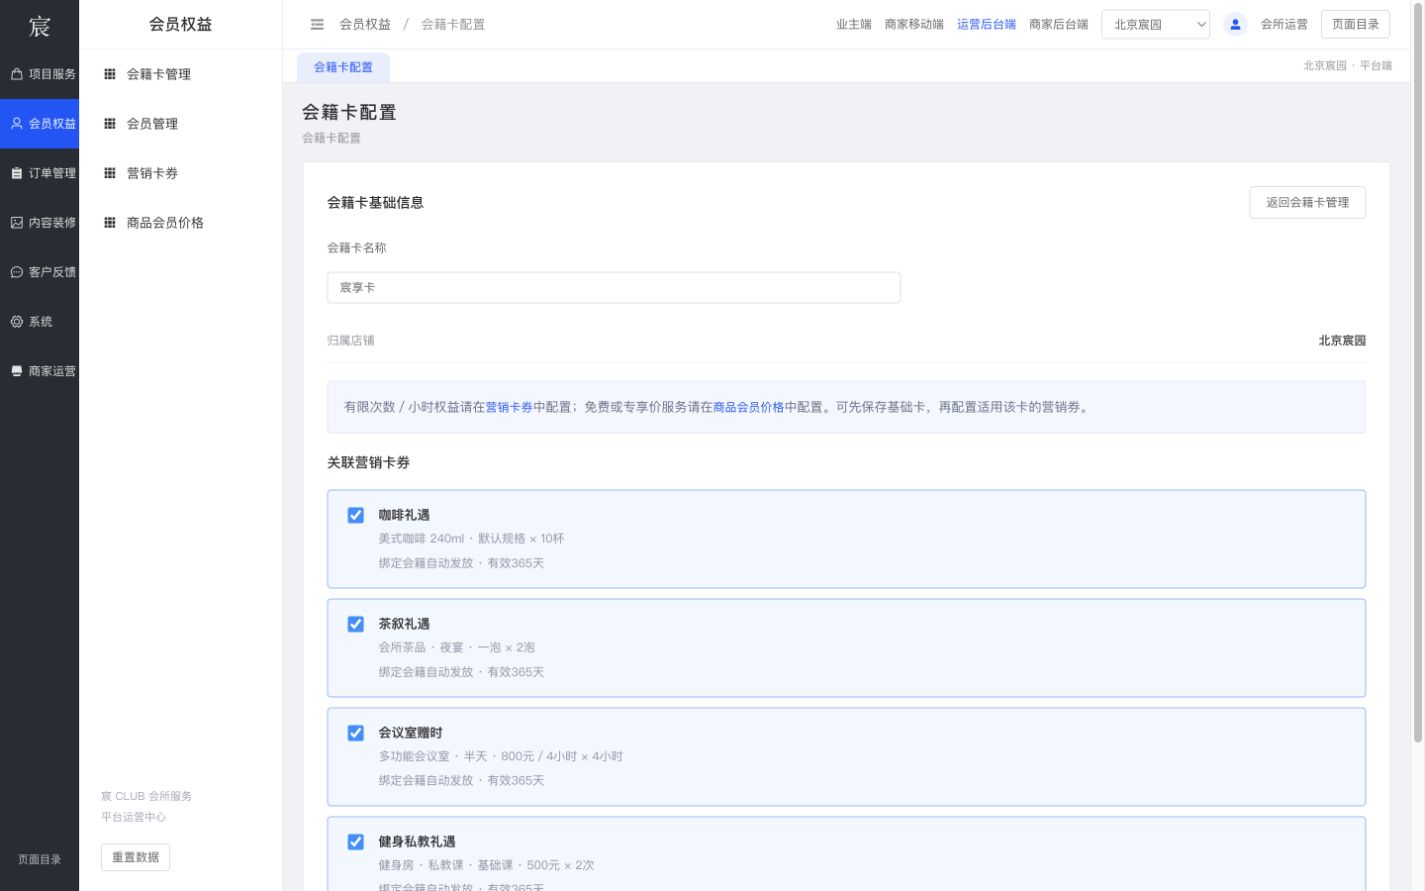 宸
项目服务
会员权益
订单管理
内容装修
客户反馈
系统
商家运营
页面目录
会员权益
会籍卡管理
会员管理
营销卡券
商品会员价格
宸 CLUB 会所服务
平台运营中心
重置数据
会员权益 / 会籍卡配置
业主端 商家移动端 运营后台端 商家后台端 北京宸园 会所运营 页面目录
会籍卡配置
北京宸园 · 平台端
会籍卡配置
会籍卡配置
会籍卡基础信息
返回会籍卡管理
会籍卡名称
宸享卡
归属店铺
北京宸园
有限次数 / 小时权益请在营销卡券中配置；免费或专享价服务请在商品会员价格中配置。可先保存基础卡，再配置适用该卡的营销券。
关联营销卡券
咖啡礼遇
美式咖啡 240ml · 默认规格 × 10杯
绑定会籍自动发放 · 有效365天
茶叙礼遇
会所茶品 · 夜宴 · 一泡 × 2泡
绑定会籍自动发放 · 有效365天
会议室赠时
多功能会议室 · 半天 · 800元 / 4小时 × 4小时
绑定会籍自动发放 · 有效365天
健身私教礼遇
健身房 · 私教课 · 基础课 · 500元 × 2次
绑定会籍自动发放 · 有效365天